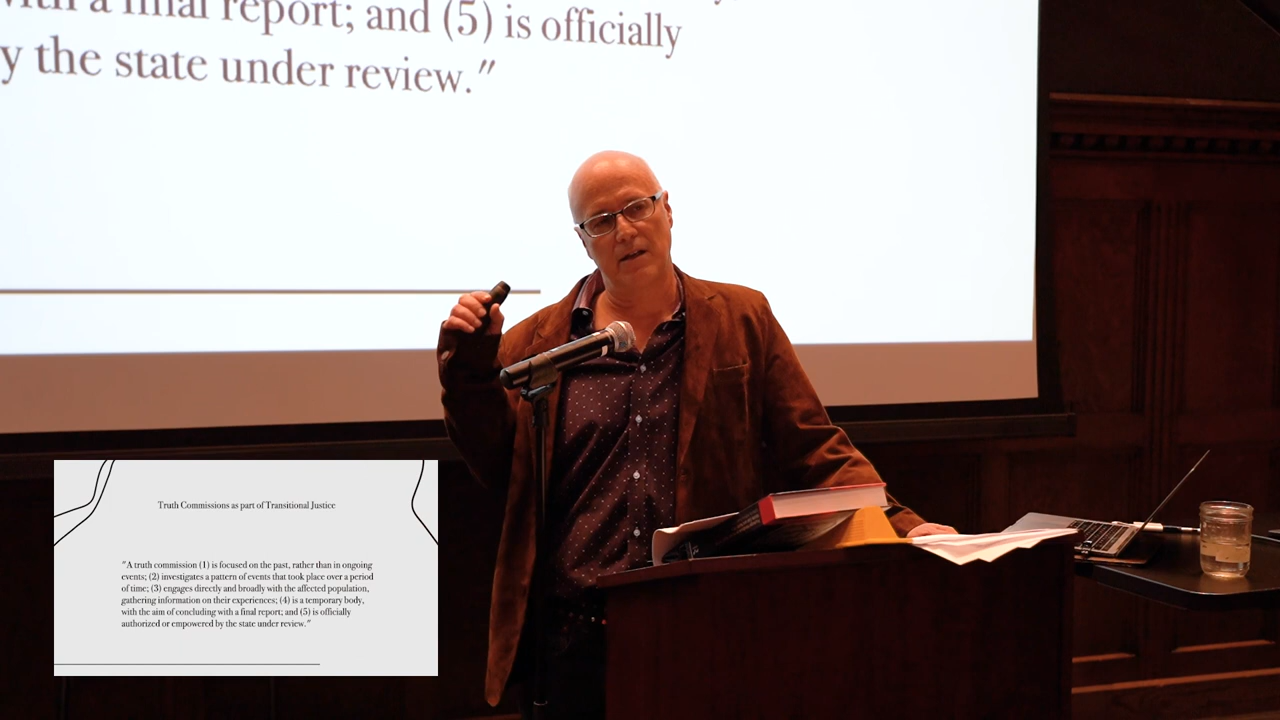 with a final report; and (5) is officially
y the state under review."
Truth Commissions as part of Transitional Justice
"A truth commission (1) is focused on the past, rather than in ongoing
events; (2) investigates a pattern of events that took place over a period
of time; (3) engages directly and broadly with the affected population,
gathering information on their experiences; (4) is a temporary body,
with the aim of concluding with a final report; and (5) is officially
authorized or empowered by the state under review."